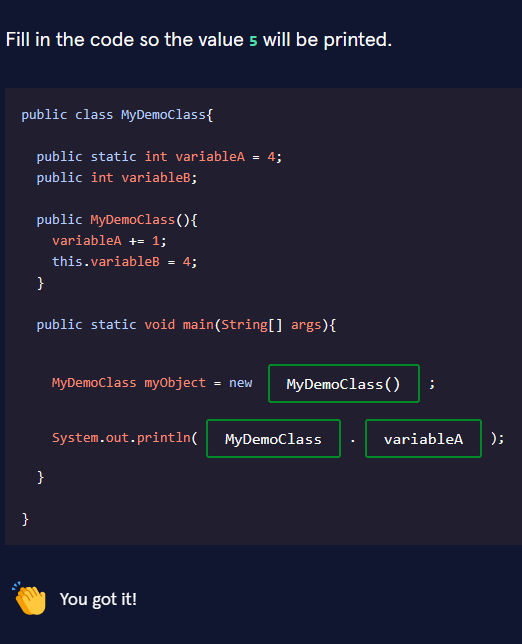 Fill in the code so the value 5 will be printed.
public class MyDemoClass{
public static int variableA = 4;
public int variableB;
public MyDemoClass(){
variableA += 1;
this.variableB = 4;
}
public static void main(String[] args){
MyDemoClass myObject = new MyDemoClass() ;
System.out.println( MyDemoClass . variableA );
}
}
You got it!